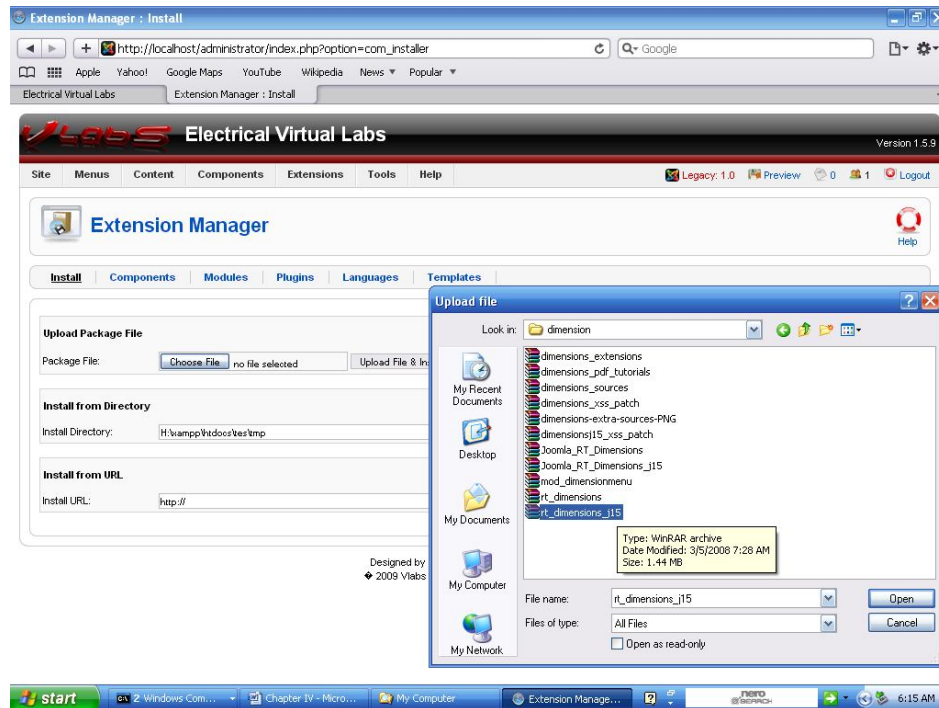 Extension Manager : Install
http://localhost/administrator/index.php?option=com_installer
Google
Apple Yahoo! Google Maps YouTube Wikipedia News Popular
Electrical Virtual Labs Extension Manager : Install
VLabS Electrical Virtual Labs
Version 1.5.9
Site Menus Content Components Extensions Tools Help Legacy: 1.0 Preview 0 1 Logout
Extension Manager
Help
Install Components Modules Plugins Languages Templates
Upload Package File
Package File: Choose File no file selected Upload File &
Install from Directory
Install Directory: H:\xampp\htdocs\tes\tmp
Install from URL
Install URL: http://
Designed by
� 2009 Vlabs
Upload file
Look in: dimension
My Recent Documents
Desktop
My Documents
My Computer
My Network
dimensions_extensions
dimensions_pdf_tutorials
dimensions_sources
dimensions_xss_patch
dimensions-extra-sources-PNG
dimensionsj15_xss_patch
Joomla_RT_Dimensions
Joomla_RT_Dimensions_j15
mod_dimensionmenu
rt_dimensions
rt_dimensions_j15
Type: WinRAR archive
Date Modified: 3/5/2008 7:28 AM
Size: 1.44 MB
File name: rt_dimensions_j15 Open
Files of type: All Files Cancel
Open as read-only
start 2 Windows Com... Chapter IV - Micro... My Computer Extension Manage... nero SEARCH 6:15 AM